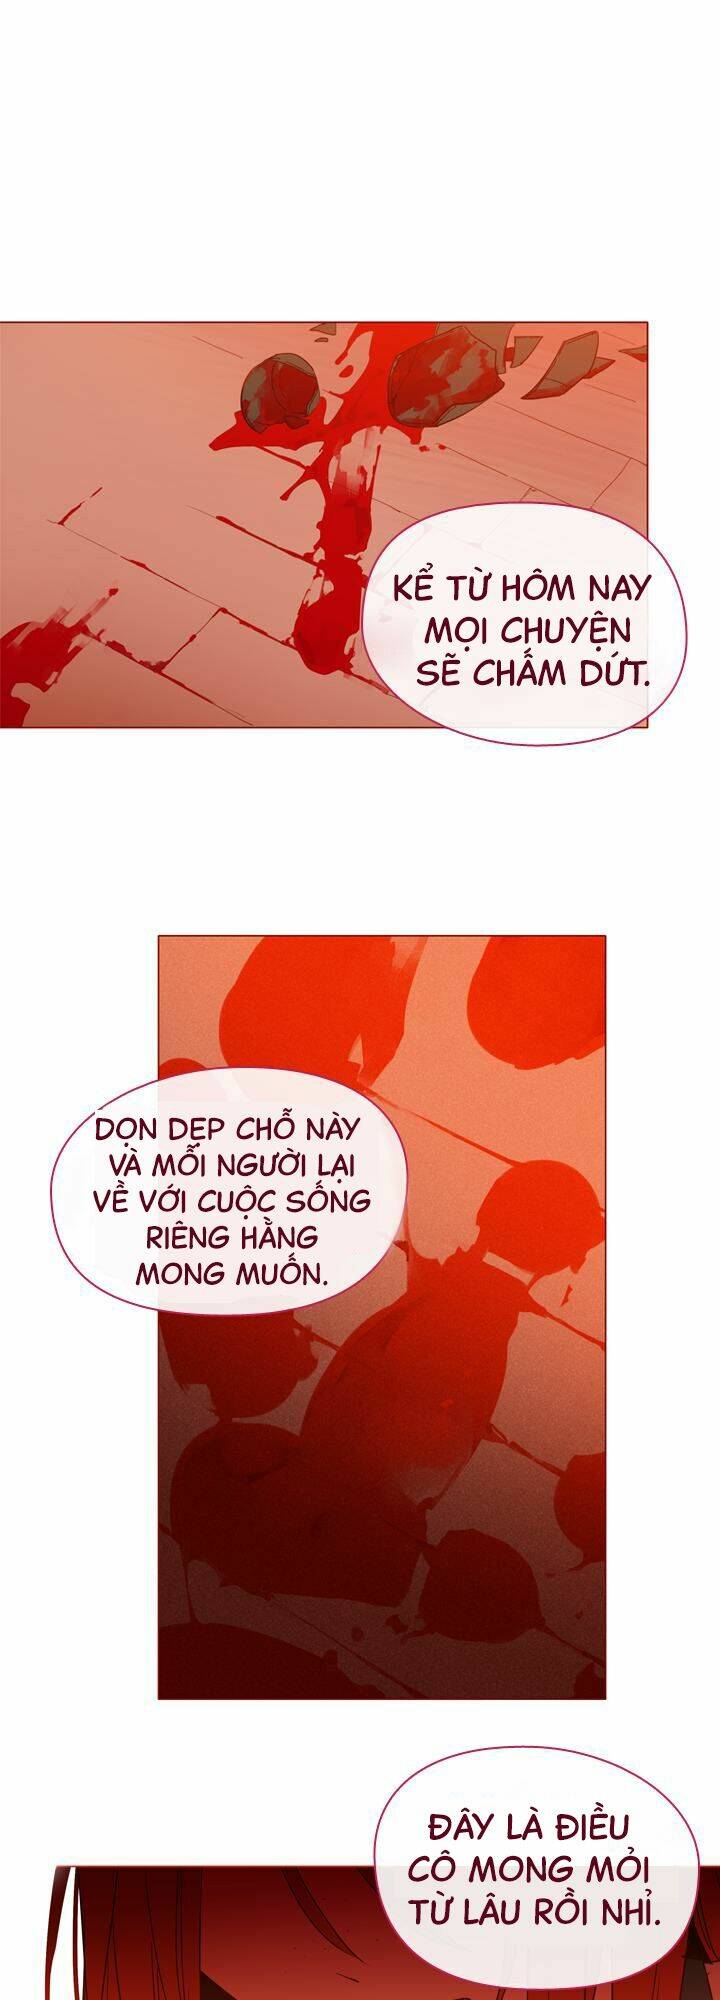 KỂ TỪ HÔM NAY
MỌI CHUYỆN
SẼ CHẤM DỨT.
DỌN DẸP CHỖ NÀY
VÀ MỖI NGƯỜI LẠI
VỀ VỚI CUỘC SỐNG
RIÊNG HẰNG
MONG MUỐN.
ĐÂY LÀ ĐIỀU
CÔ MONG MỎI
TỪ LÂU RỒI NHỈ.